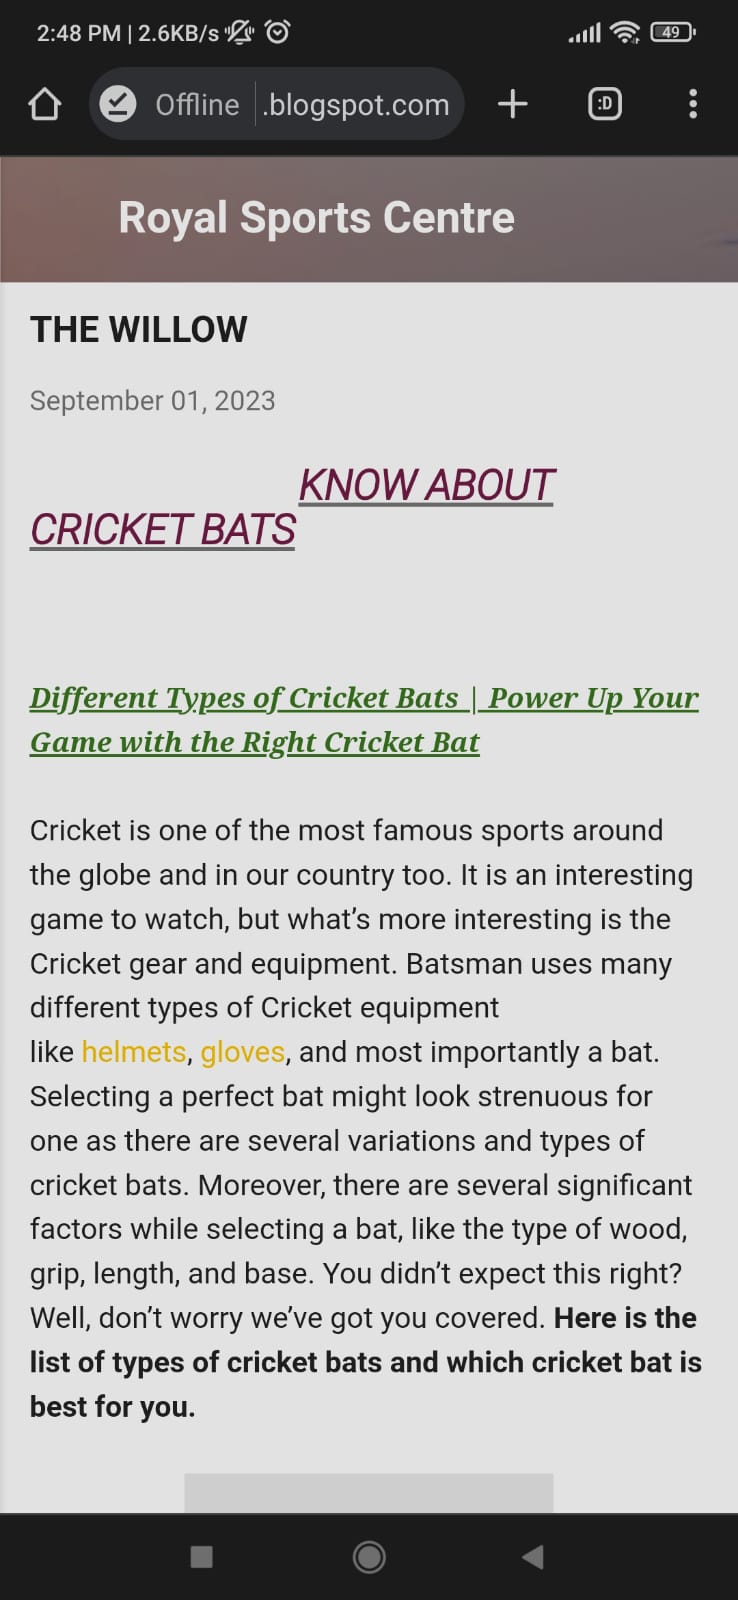 2:48 PM | 2.6KB/s
49
Offline .blogspot.com
:D
Royal Sports Centre
THE WILLOW
September 01, 2023
KNOW ABOUT
CRICKET BATS
Different Types of Cricket Bats | Power Up Your
Game with the Right Cricket Bat
Cricket is one of the most famous sports around
the globe and in our country too. It is an interesting
game to watch, but what’s more interesting is the
Cricket gear and equipment. Batsman uses many
different types of Cricket equipment
like helmets, gloves, and most importantly a bat.
Selecting a perfect bat might look strenuous for
one as there are several variations and types of
cricket bats. Moreover, there are several significant
factors while selecting a bat, like the type of wood,
grip, length, and base. You didn’t expect this right?
Well, don’t worry we’ve got you covered. Here is the
list of types of cricket bats and which cricket bat is
best for you.